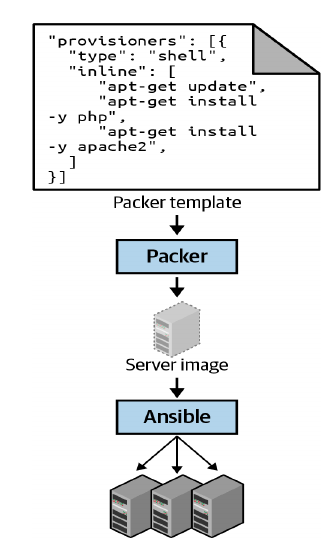 "provisioners": [{
"type": "shell",
"inline": [
"apt-get update",
"apt-get install
-y php",
"apt-get install
-y apache2",
]
}]
Packer template
Packer
Server image
Ansible